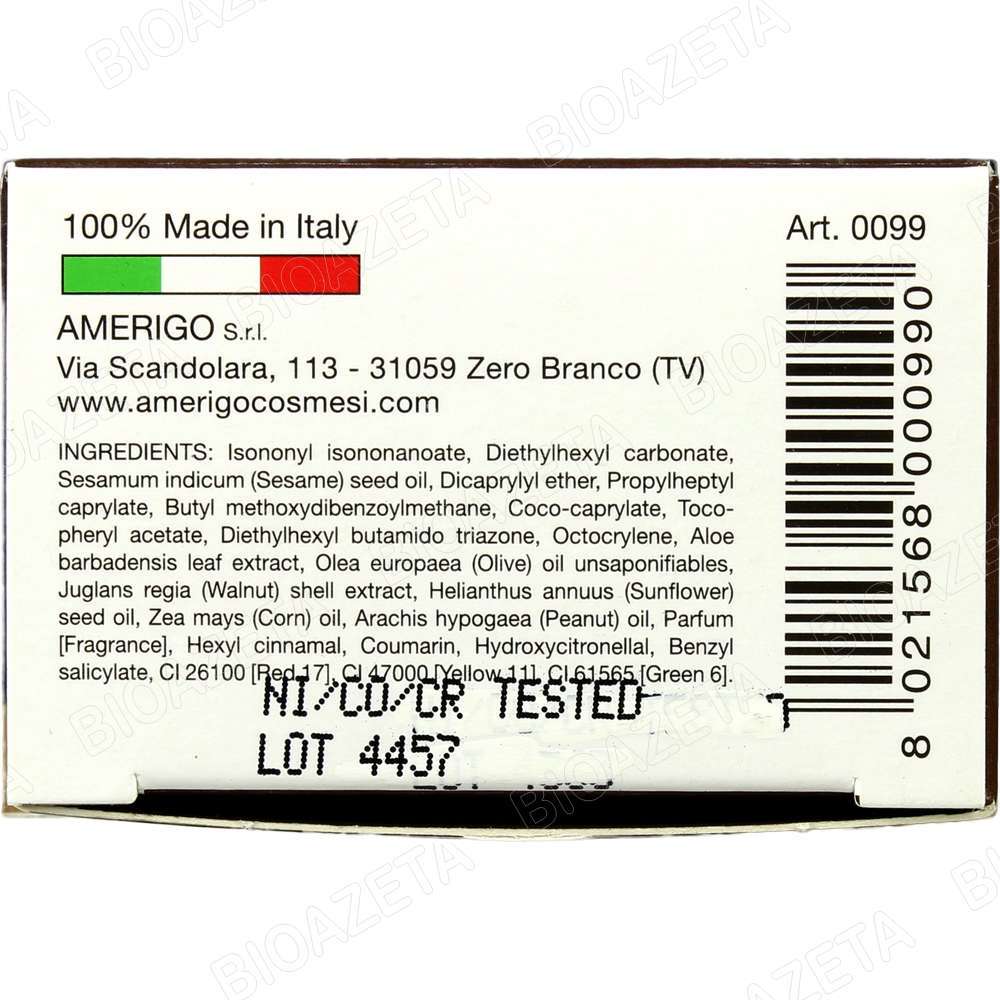 BIOAZETA
BIOAZETA
100% Made in Italy
Art. 0099
AMERIGO S.r.l.
Via Scandolara, 113 - 31059 Zero Branco (TV)
www.amerigocosmesi.com
INGREDIENTS: Isononyl isononanoate, Diethylhexyl carbonate,
Sesamum indicum (Sesame) seed oil, Dicaprylyl ether, Propylheptyl
caprylate, Butyl methoxydibenzoylmethane, Coco-caprylate, Toco-
pheryl acetate, Diethylhexyl butamido triazone, Octocrylene, Aloe
barbadensis leaf extract, Olea europaea (Olive) oil unsaponifiables,
Juglans regia (Walnut) shell extract, Helianthus annuus (Sunflower)
seed oil, Zea mays (Corn) oil, Arachis hypogaea (Peanut) oil, Parfum
[Fragrance], Hexyl cinnamal, Coumarin, Hydroxycitronellal, Benzyl
salicylate, CI 26100 [Red 17], CI 47000 [Yellow 11], CI 61565 [Green 6].
NI/CO/CR TESTED
LOT 4457
8 021568 000990
BIOAZETA
BIOAZETA